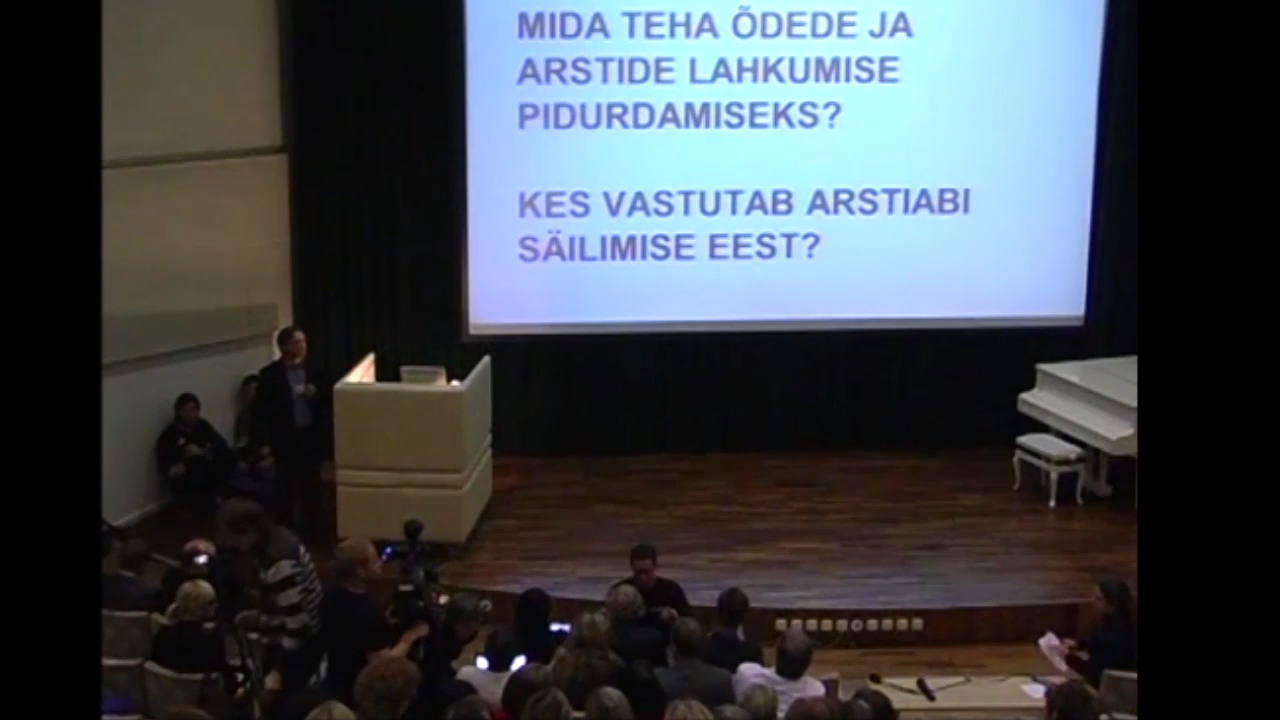 MIDA TEHA ÕDEDE JA
ARSTIDE LAHKUMISE
PIDURDAMISEKS?
KES VASTUTAB ARSTIABI
SÄILIMISE EEST?